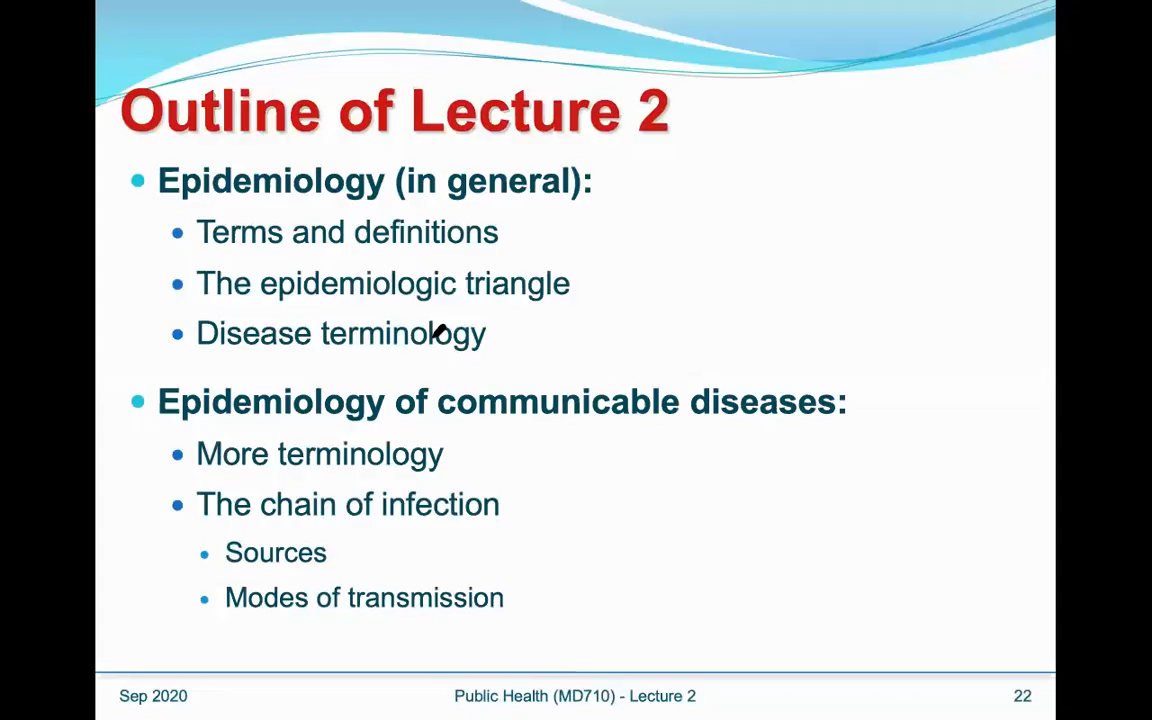 Outline of Lecture 2
• Epidemiology (in general):
• Terms and definitions
• The epidemiologic triangle
• Disease terminology
• Epidemiology of communicable diseases:
• More terminology
• The chain of infection
• Sources
• Modes of transmission
Sep 2020 Public Health (MD710) - Lecture 2 22